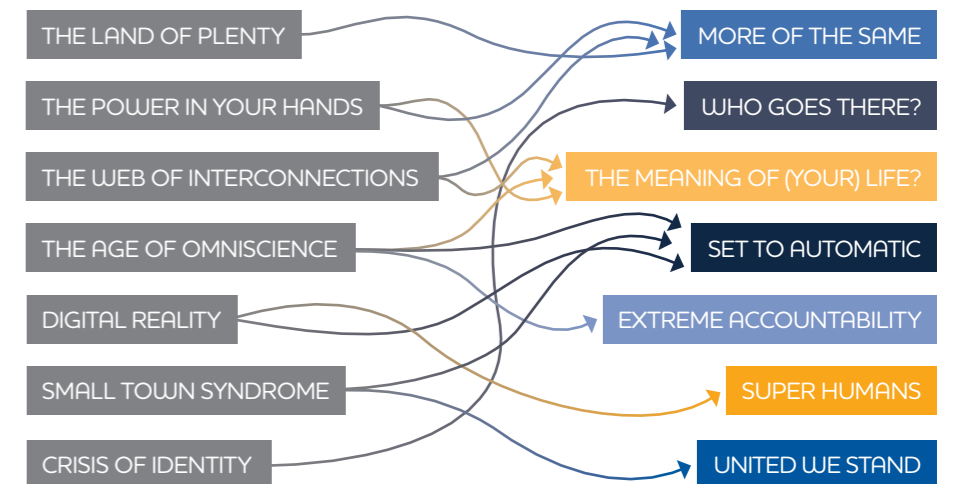 THE LAND OF PLENTY
MORE OF THE SAME
THE POWER IN YOUR HANDS
WHO GOES THERE?
THE WEB OF INTERCONNECTIONS
THE MEANING OF (YOUR) LIFE?
THE AGE OF OMNISCIENCE
SET TO AUTOMATIC
DIGITAL REALITY
EXTREME ACCOUNTABILITY
SMALL TOWN SYNDROME
SUPER HUMANS
CRISIS OF IDENTITY
UNITED WE STAND